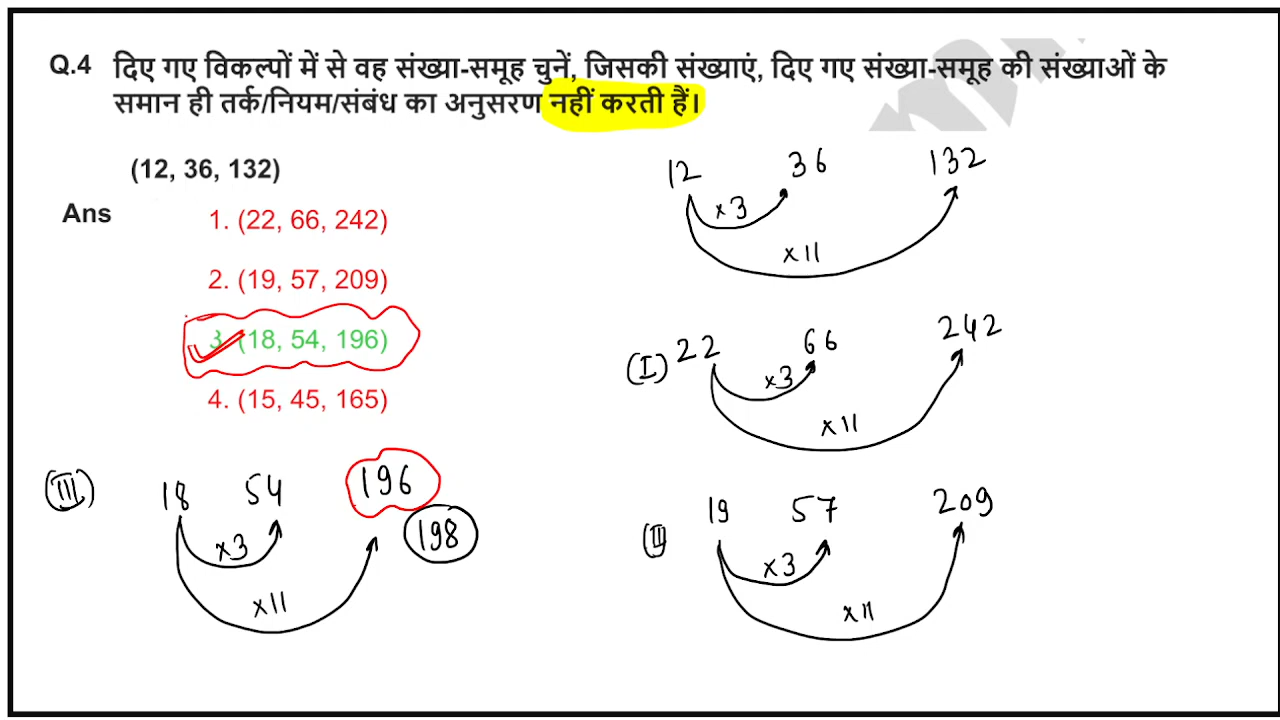 Q.4 दिए गए विकल्पों में से वह संख्या-समूह चुनें, जिसकी संख्याएं, दिए गए संख्या-समूह की संख्याओं के
समान ही तर्क/नियम/संबंध का अनुसरण नहीं करती हैं।
(12, 36, 132)
Ans
1. (22, 66, 242)
2. (19, 57, 209)
3. (18, 54, 196)
4. (15, 45, 165)
12 36 132
×3
×11
(I) 22 66 242
×3
×11
(III) 18 54 196
198
×3
×11
(II) 19 57 209
×3
×11